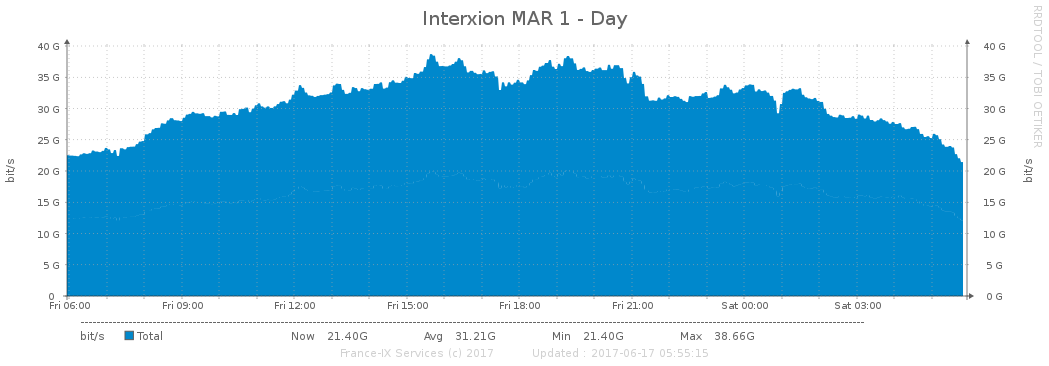 Interxion MAR 1 - Day
RRDTOOL / TOBI OETIKER
40 G 40 G
35 G 35 G
30 G 30 G
25 G 25 G
20 G 20 G
15 G 15 G
10 G 10 G
5 G 5 G
0 0 G
bit/s bit/s
Fri 06:00 Fri 09:00 Fri 12:00 Fri 15:00 Fri 18:00 Fri 21:00 Sat 00:00 Sat 03:00
bit/s Total Now 21.40G Avg 31.21G Min 21.40G Max 38.66G
France-IX Services (c) 2017 Updated : 2017-06-17 05:55:15